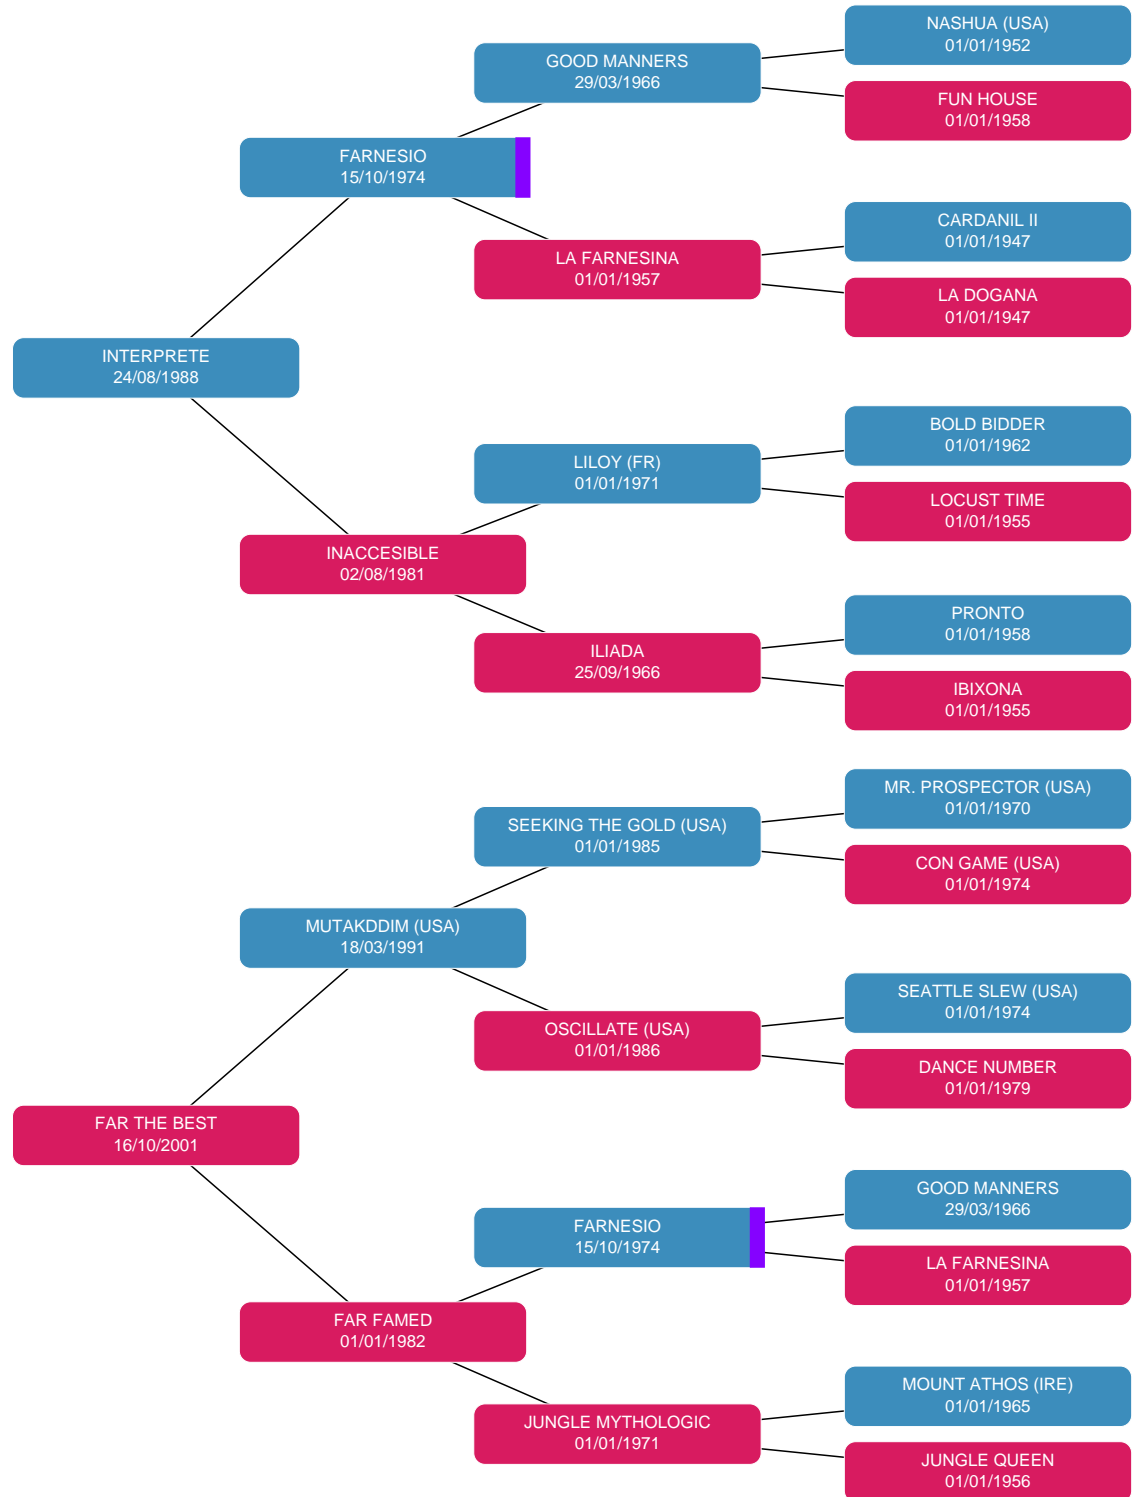 NASHUA (USA)
01/01/1952
GOOD MANNERS
29/03/1966
FUN HOUSE
01/01/1958
FARNESIO
15/10/1974
CARDANIL II
01/01/1947
LA FARNESINA
01/01/1957
LA DOGANA
01/01/1947
INTERPRETE
24/08/1988
BOLD BIDDER
01/01/1962
LILOY (FR)
01/01/1971
LOCUST TIME
01/01/1955
INACCESIBLE
02/08/1981
PRONTO
01/01/1958
ILIADA
25/09/1966
IBIXONA
01/01/1955
MR. PROSPECTOR (USA)
01/01/1970
SEEKING THE GOLD (USA)
01/01/1985
CON GAME (USA)
01/01/1974
MUTAKDDIM (USA)
18/03/1991
SEATTLE SLEW (USA)
01/01/1974
OSCILLATE (USA)
01/01/1986
DANCE NUMBER
01/01/1979
FAR THE BEST
16/10/2001
GOOD MANNERS
29/03/1966
FARNESIO
15/10/1974
LA FARNESINA
01/01/1957
FAR FAMED
01/01/1982
MOUNT ATHOS (IRE)
01/01/1965
JUNGLE MYTHOLOGIC
01/01/1971
JUNGLE QUEEN
01/01/1956